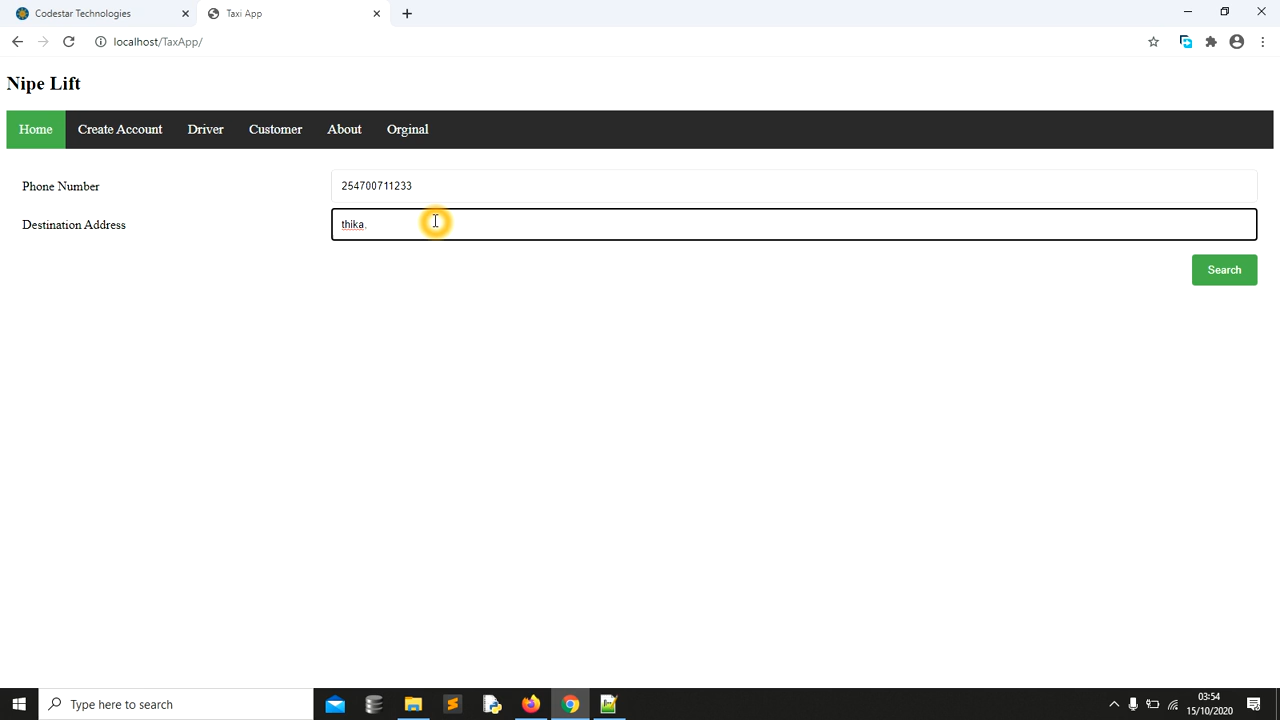 Codestar Technologies
Taxi App
localhost/TaxApp/
Nipe Lift
Home Create Account Driver Customer About Orginal
Phone Number 254700711233
Destination Address thika,
Search
Type here to search
03:54
15/10/2020